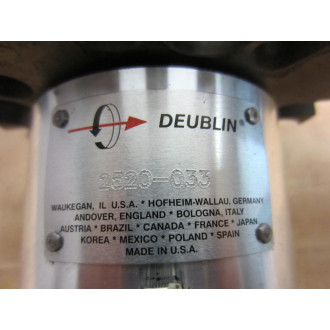 DEUBLIN®
2520-033
WAUKEGAN, IL U.S.A. * HOFHEIM-WALLAU, GERMANY
ANDOVER, ENGLAND * BOLOGNA, ITALY
AUSTRIA * BRAZIL * CANADA * FRANCE * JAPAN
KOREA * MEXICO * POLAND * SPAIN
MADE IN U.S.A.